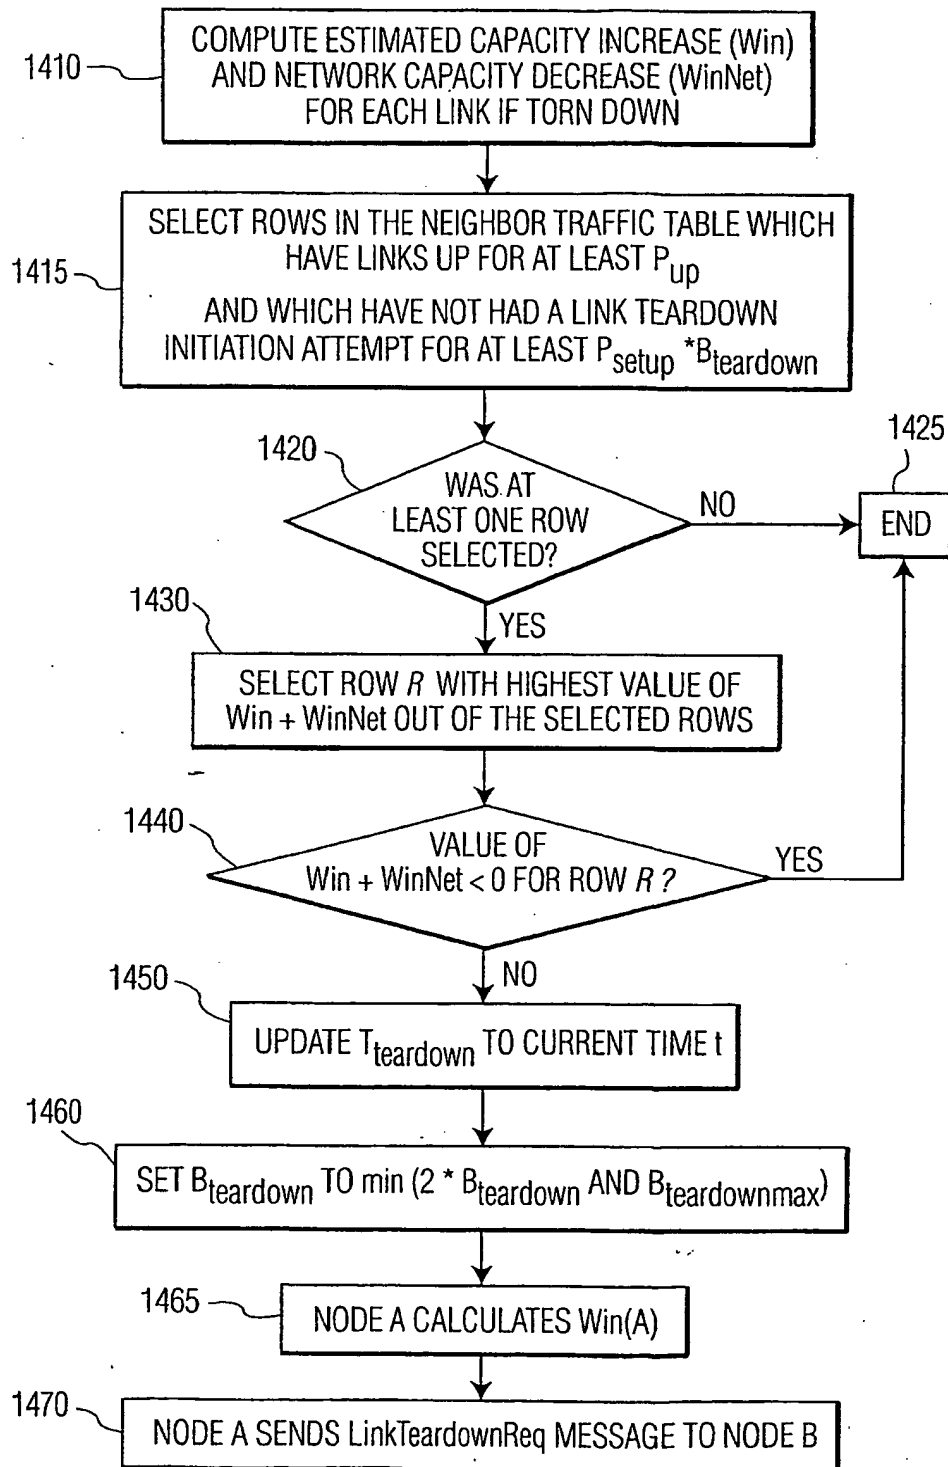 1410
COMPUTE ESTIMATED CAPACITY INCREASE (Win)
AND NETWORK CAPACITY DECREASE (WinNet)
FOR EACH LINK IF TORN DOWN
1415
SELECT ROWS IN THE NEIGHBOR TRAFFIC TABLE WHICH
HAVE LINKS UP FOR AT LEAST Pup
AND WHICH HAVE NOT HAD A LINK TEARDOWN
INITIATION ATTEMPT FOR AT LEAST Psetup *Bteardown
1420
WAS AT
LEAST ONE ROW
SELECTED?
NO
1425
END
YES
1430
SELECT ROW R WITH HIGHEST VALUE OF
Win + WinNet OUT OF THE SELECTED ROWS
1440
VALUE OF
Win + WinNet < 0 FOR ROW R ?
YES
NO
1450
UPDATE Tteardown TO CURRENT TIME t
1460
SET Bteardown TO min (2 * Bteardown AND Bteardownmax)
1465
NODE A CALCULATES Win(A)
1470
NODE A SENDS LinkTeardownReq MESSAGE TO NODE B